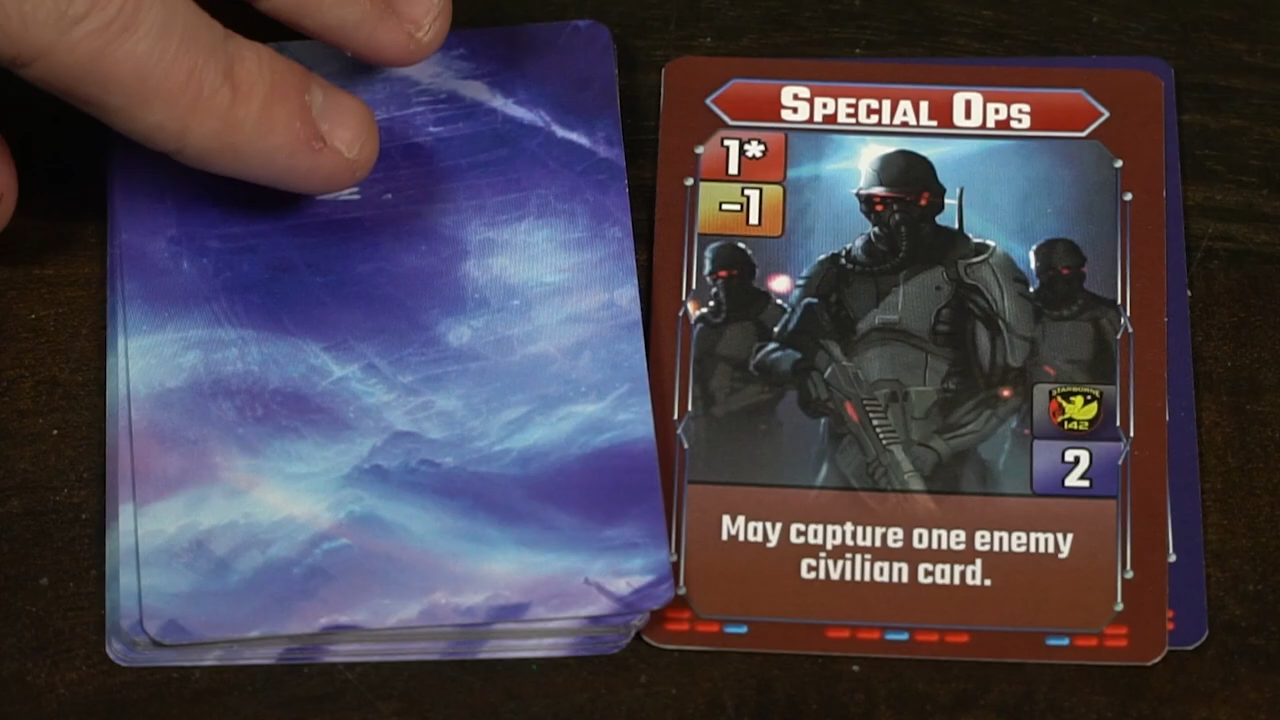 SPECIAL OPS
1*
-1
STARBORNE
142
2
May capture one enemy
civilian card.